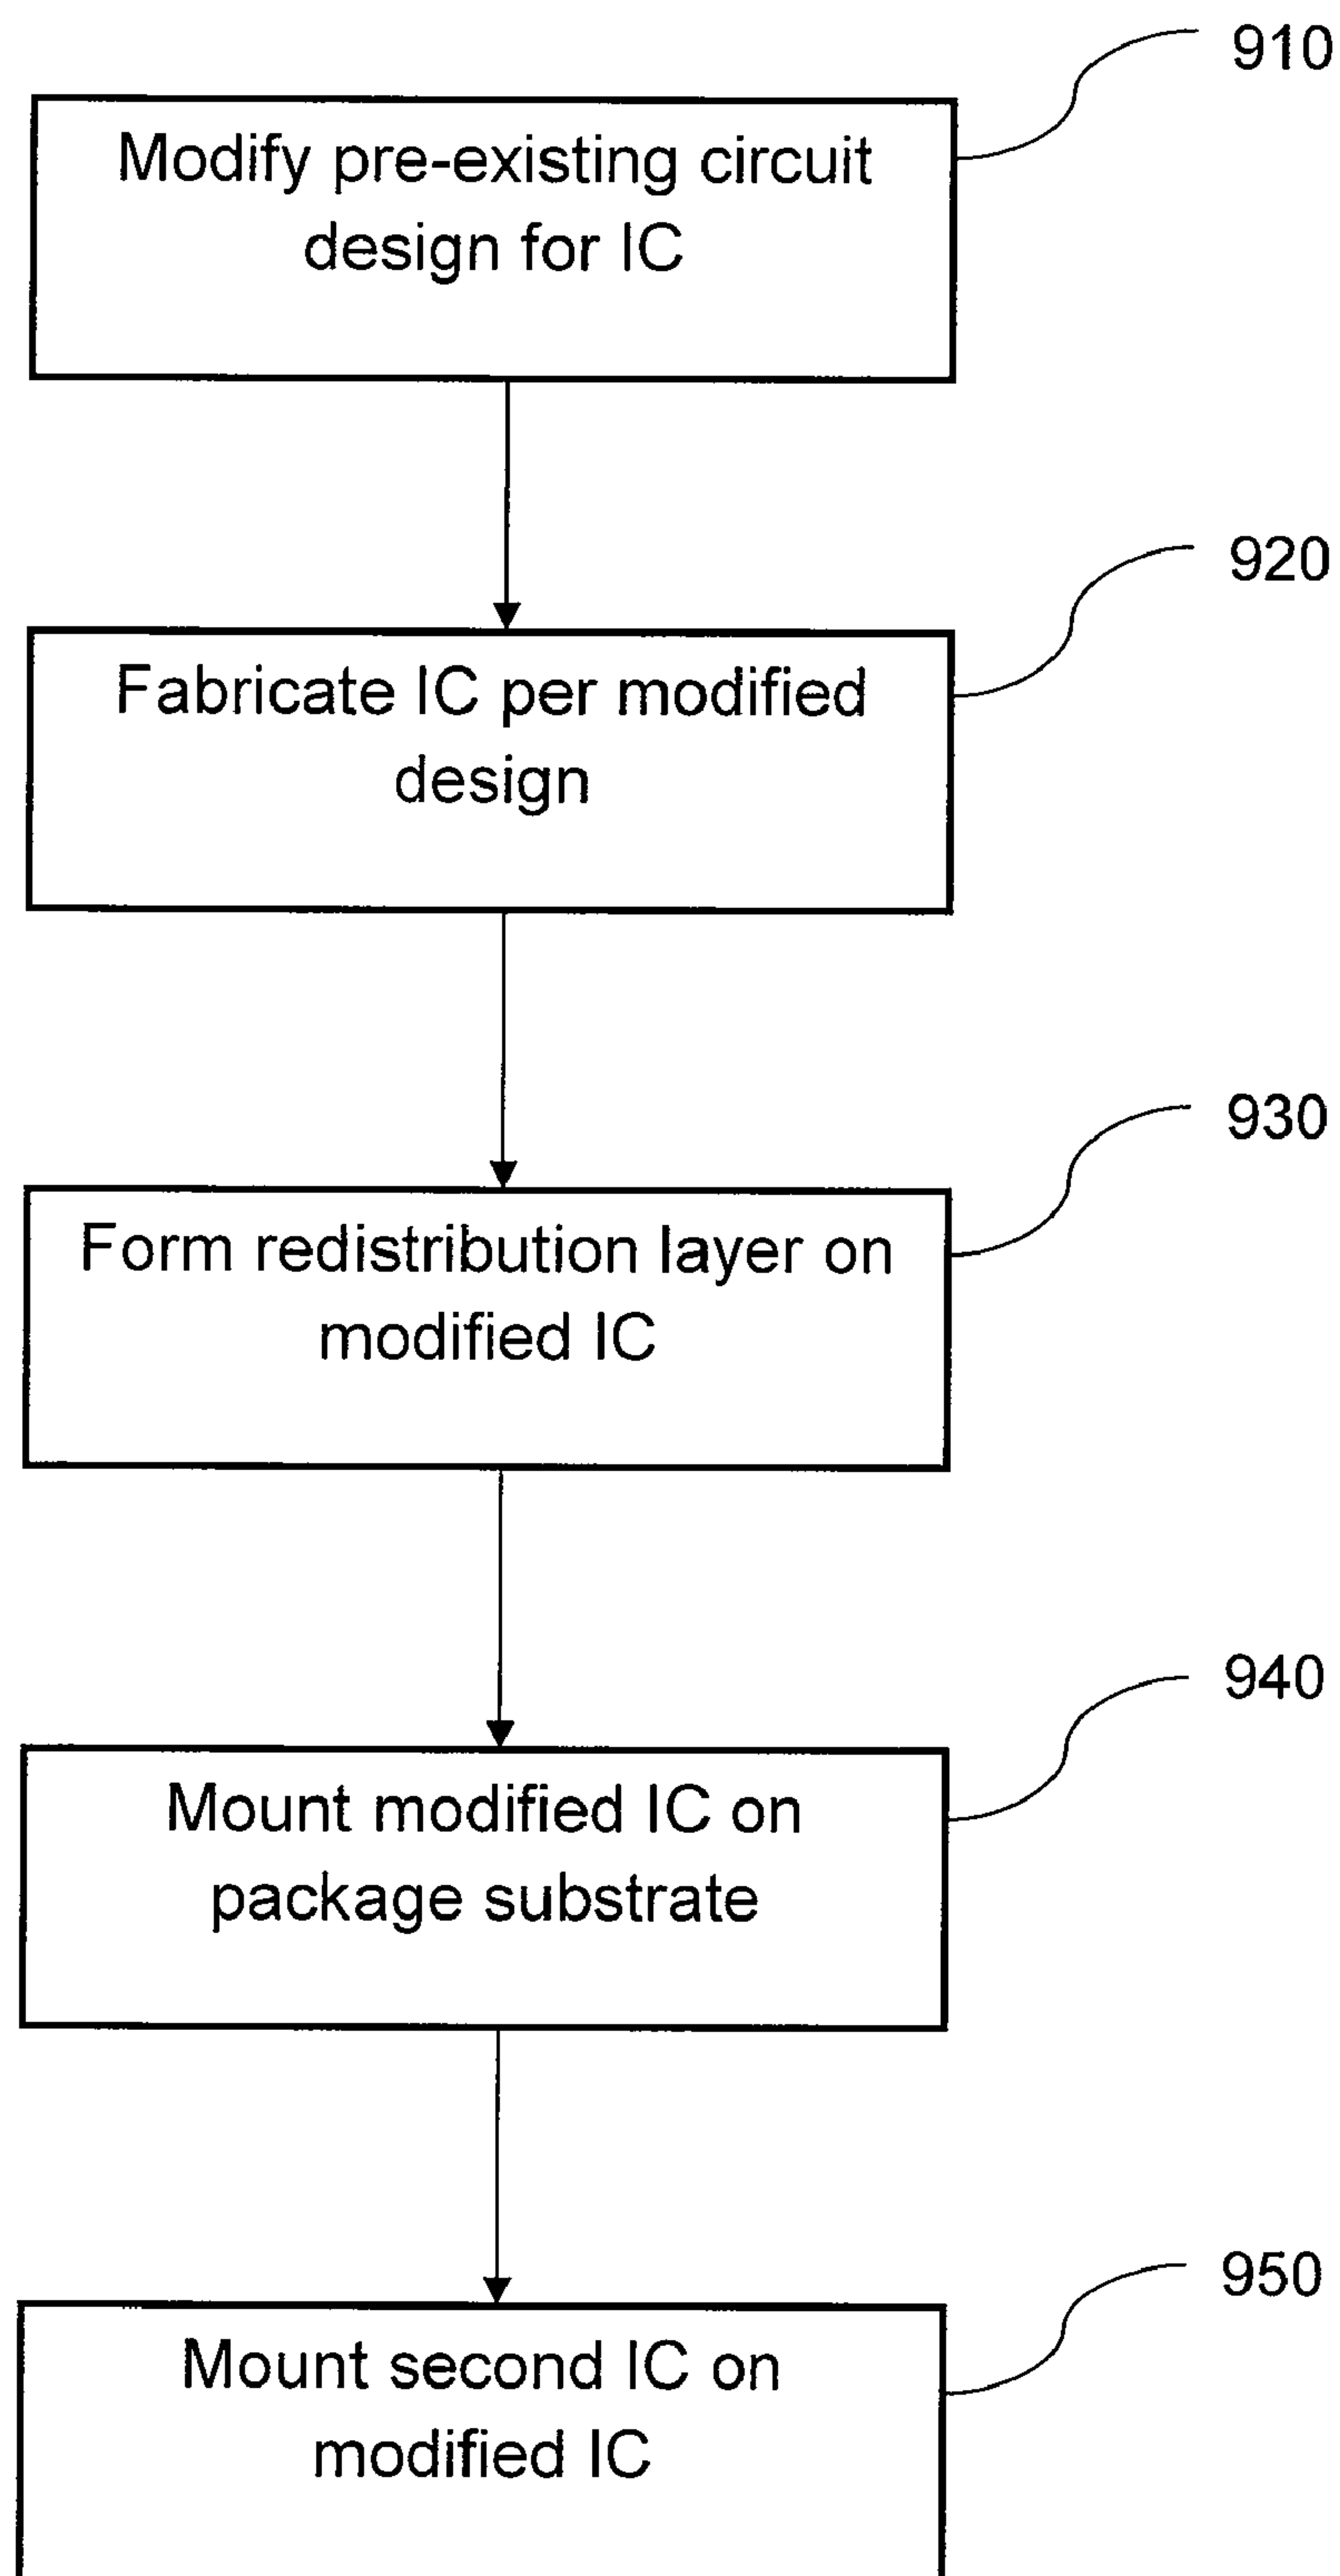 910
Modify pre-existing circuit
design for IC
920
Fabricate IC per modified
design
930
Form redistribution layer on
modified IC
940
Mount modified IC on
package substrate
950
Mount second IC on
modified IC